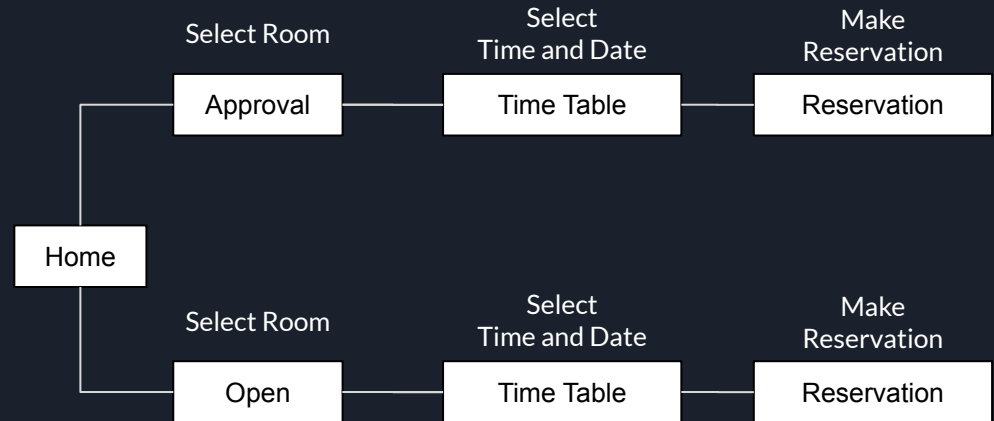 Select Room
Select
Time and Date
Make
Reservation
Approval
Time Table
Reservation
Home
Select Room
Select
Time and Date
Make
Reservation
Open
Time Table
Reservation